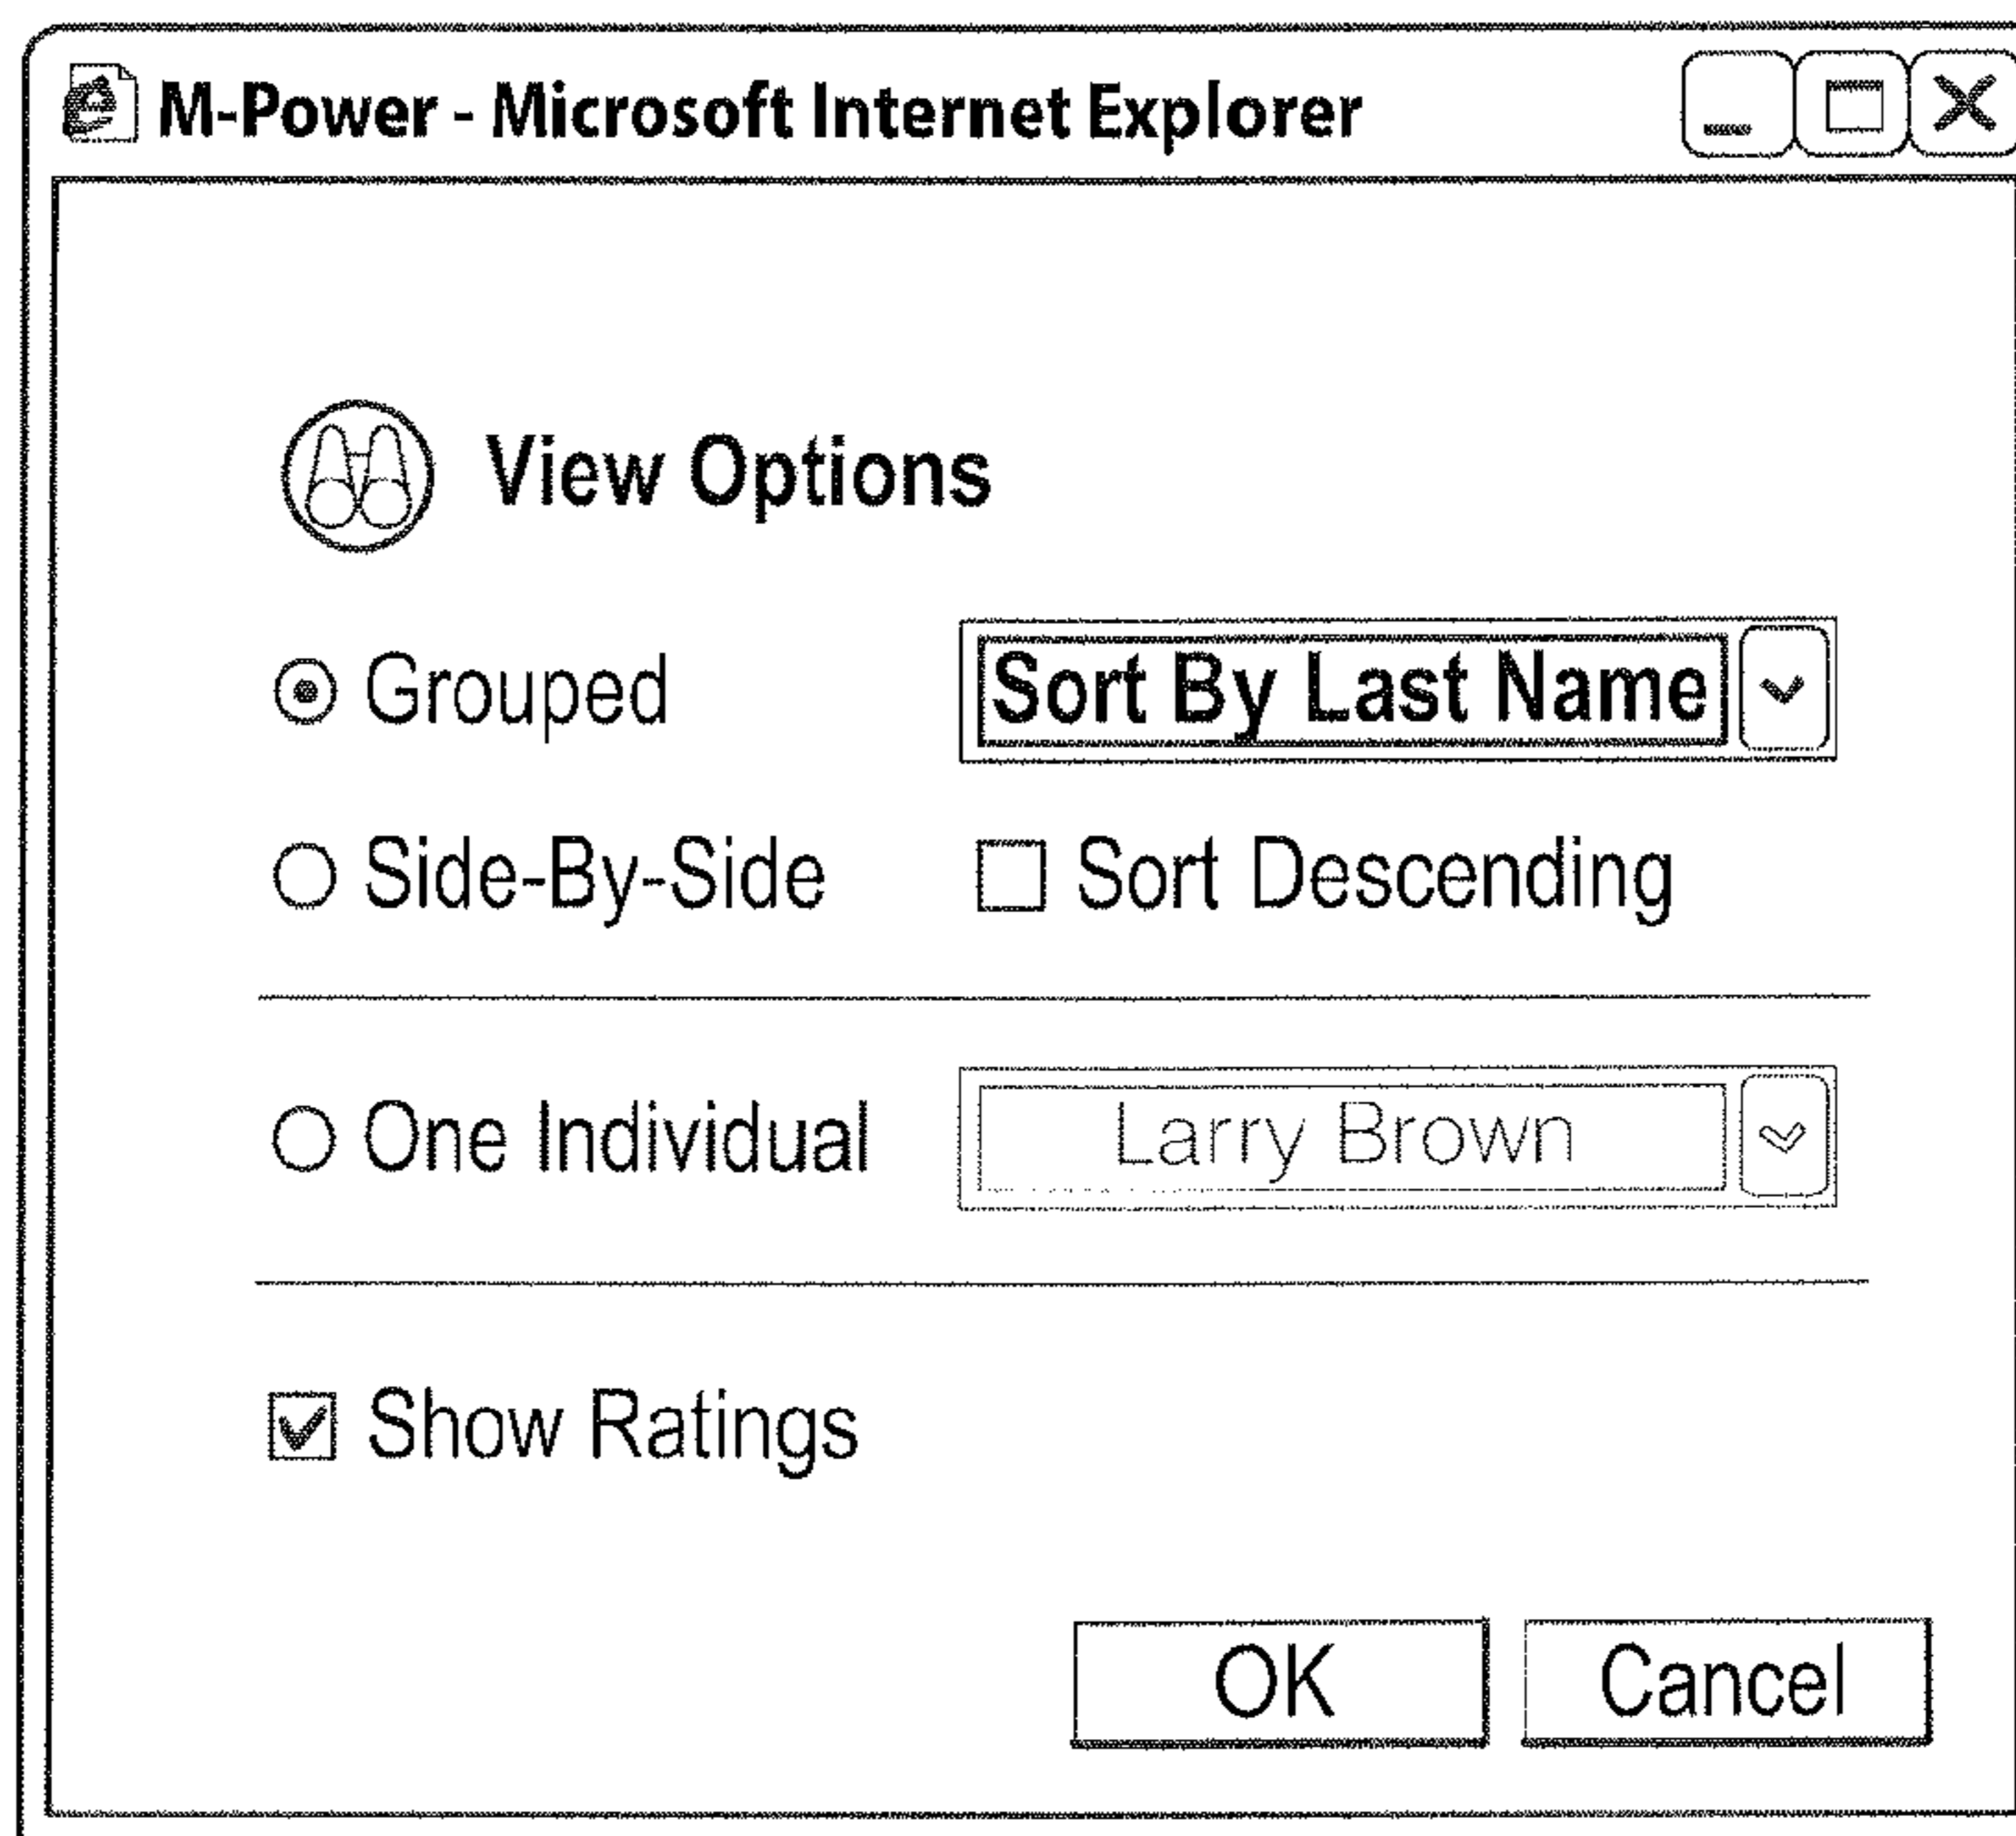 M-Power - Microsoft Internet Explorer
View Options
Grouped Sort By Last Name
Side-By-Side Sort Descending
One Individual Larry Brown
Show Ratings
OK Cancel